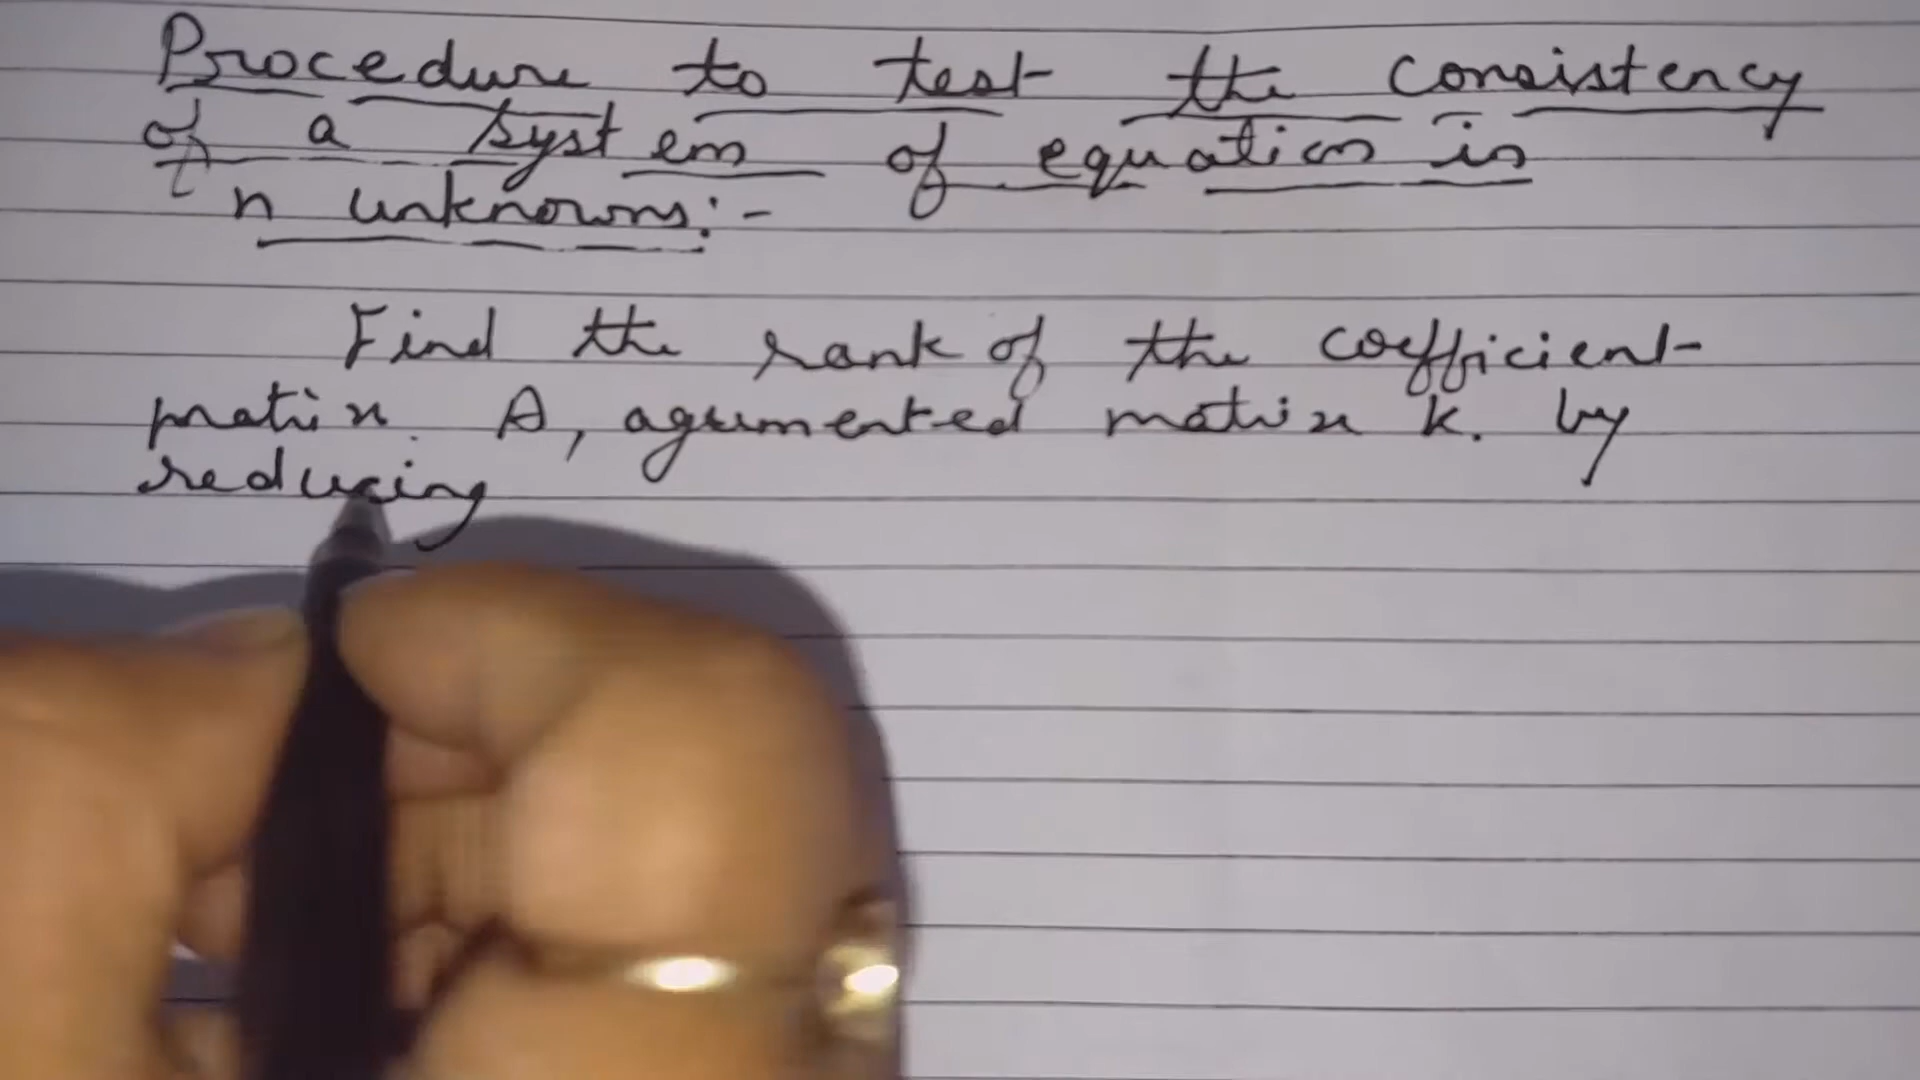 Procedure to test the consistency
of a system of equation in
n unknowns:-
Find the rank of the coefficient
matrix A, agumented matrix K. by
reducing